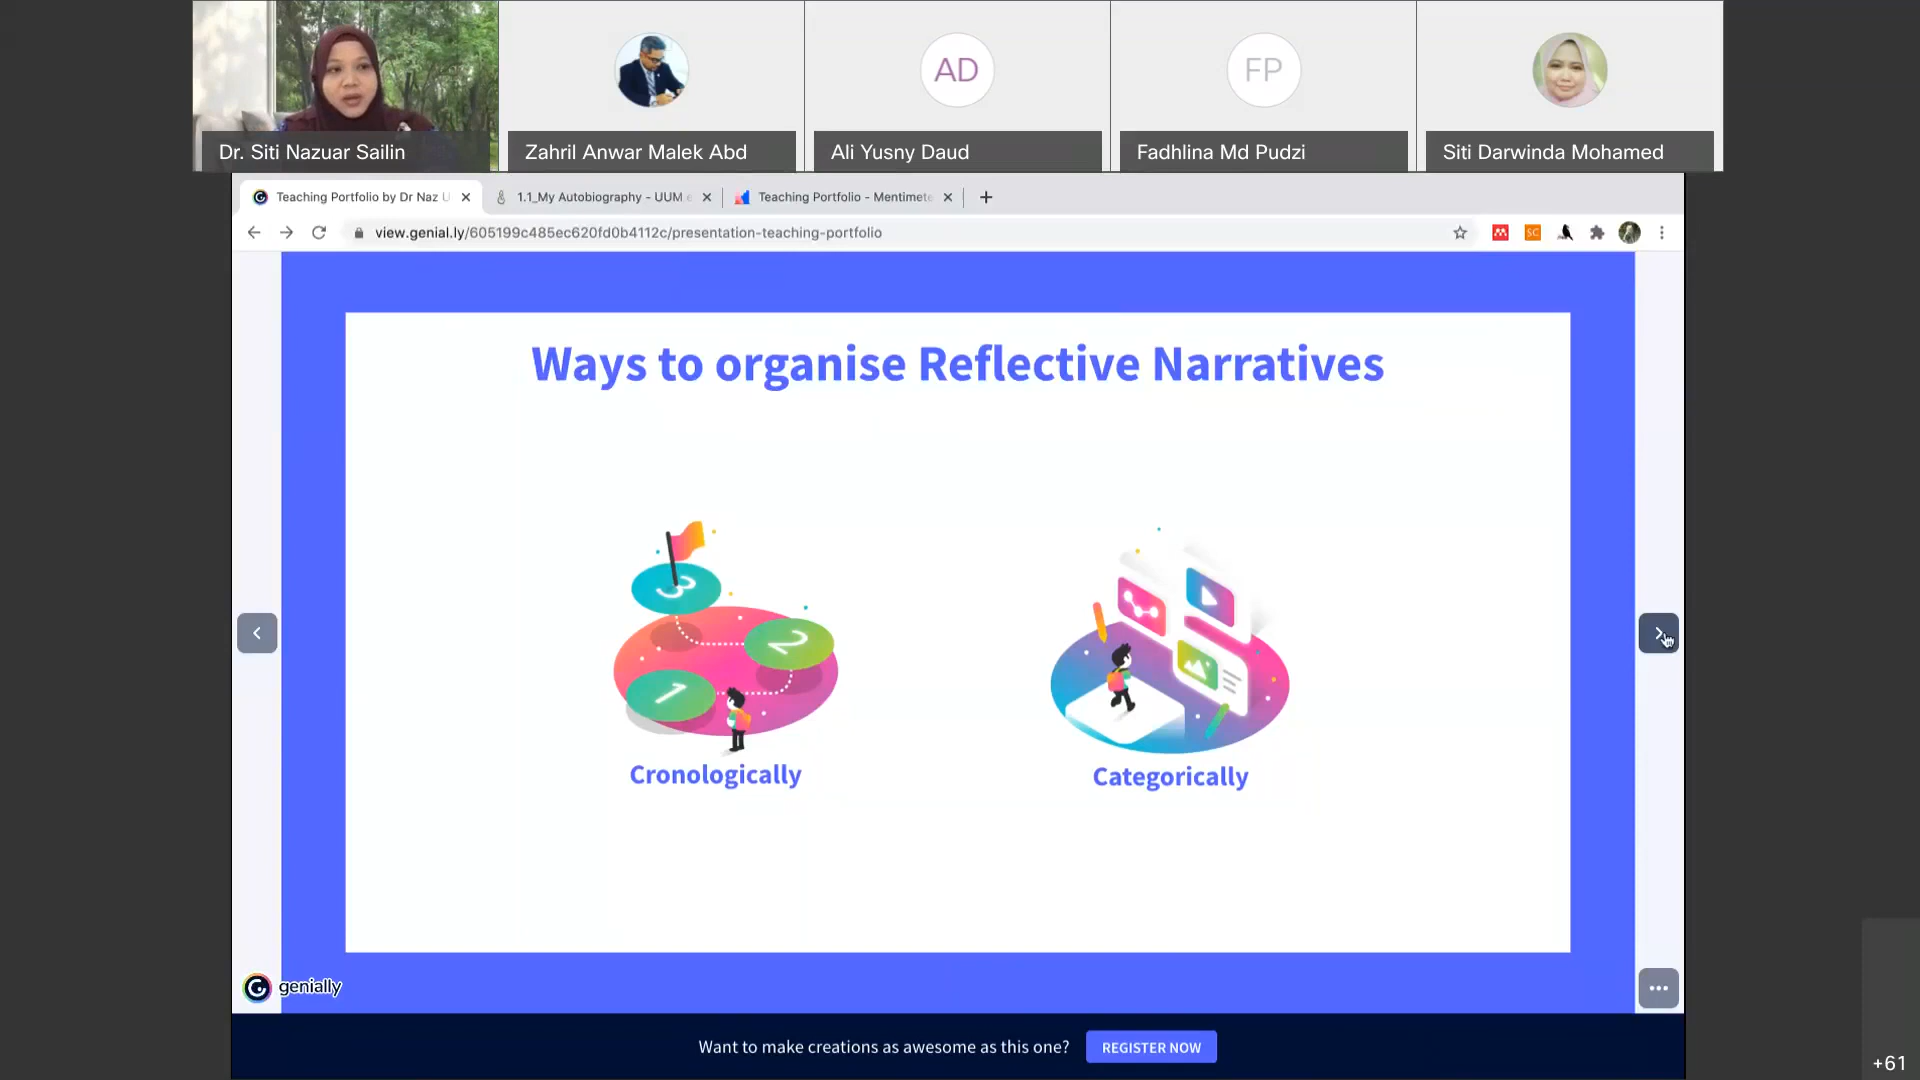 AD
FP
Dr. Siti Nazuar Sailin
Zahril Anwar Malek Abd
Ali Yusny Daud
Fadhlina Md Pudzi
Siti Darwinda Mohamed
Teaching Portfolio by Dr Naz U
1.1_My Autobiography - UUM e
Teaching Portfolio - Mentimete
view.genial.ly/605199c485ec620fd0b4112c/presentation-teaching-portfolio
SC
Ways to organise Reflective Narratives
3
2
1
Cronologically
Categorically
genially
Want to make creations as awesome as this one?
REGISTER NOW
+61